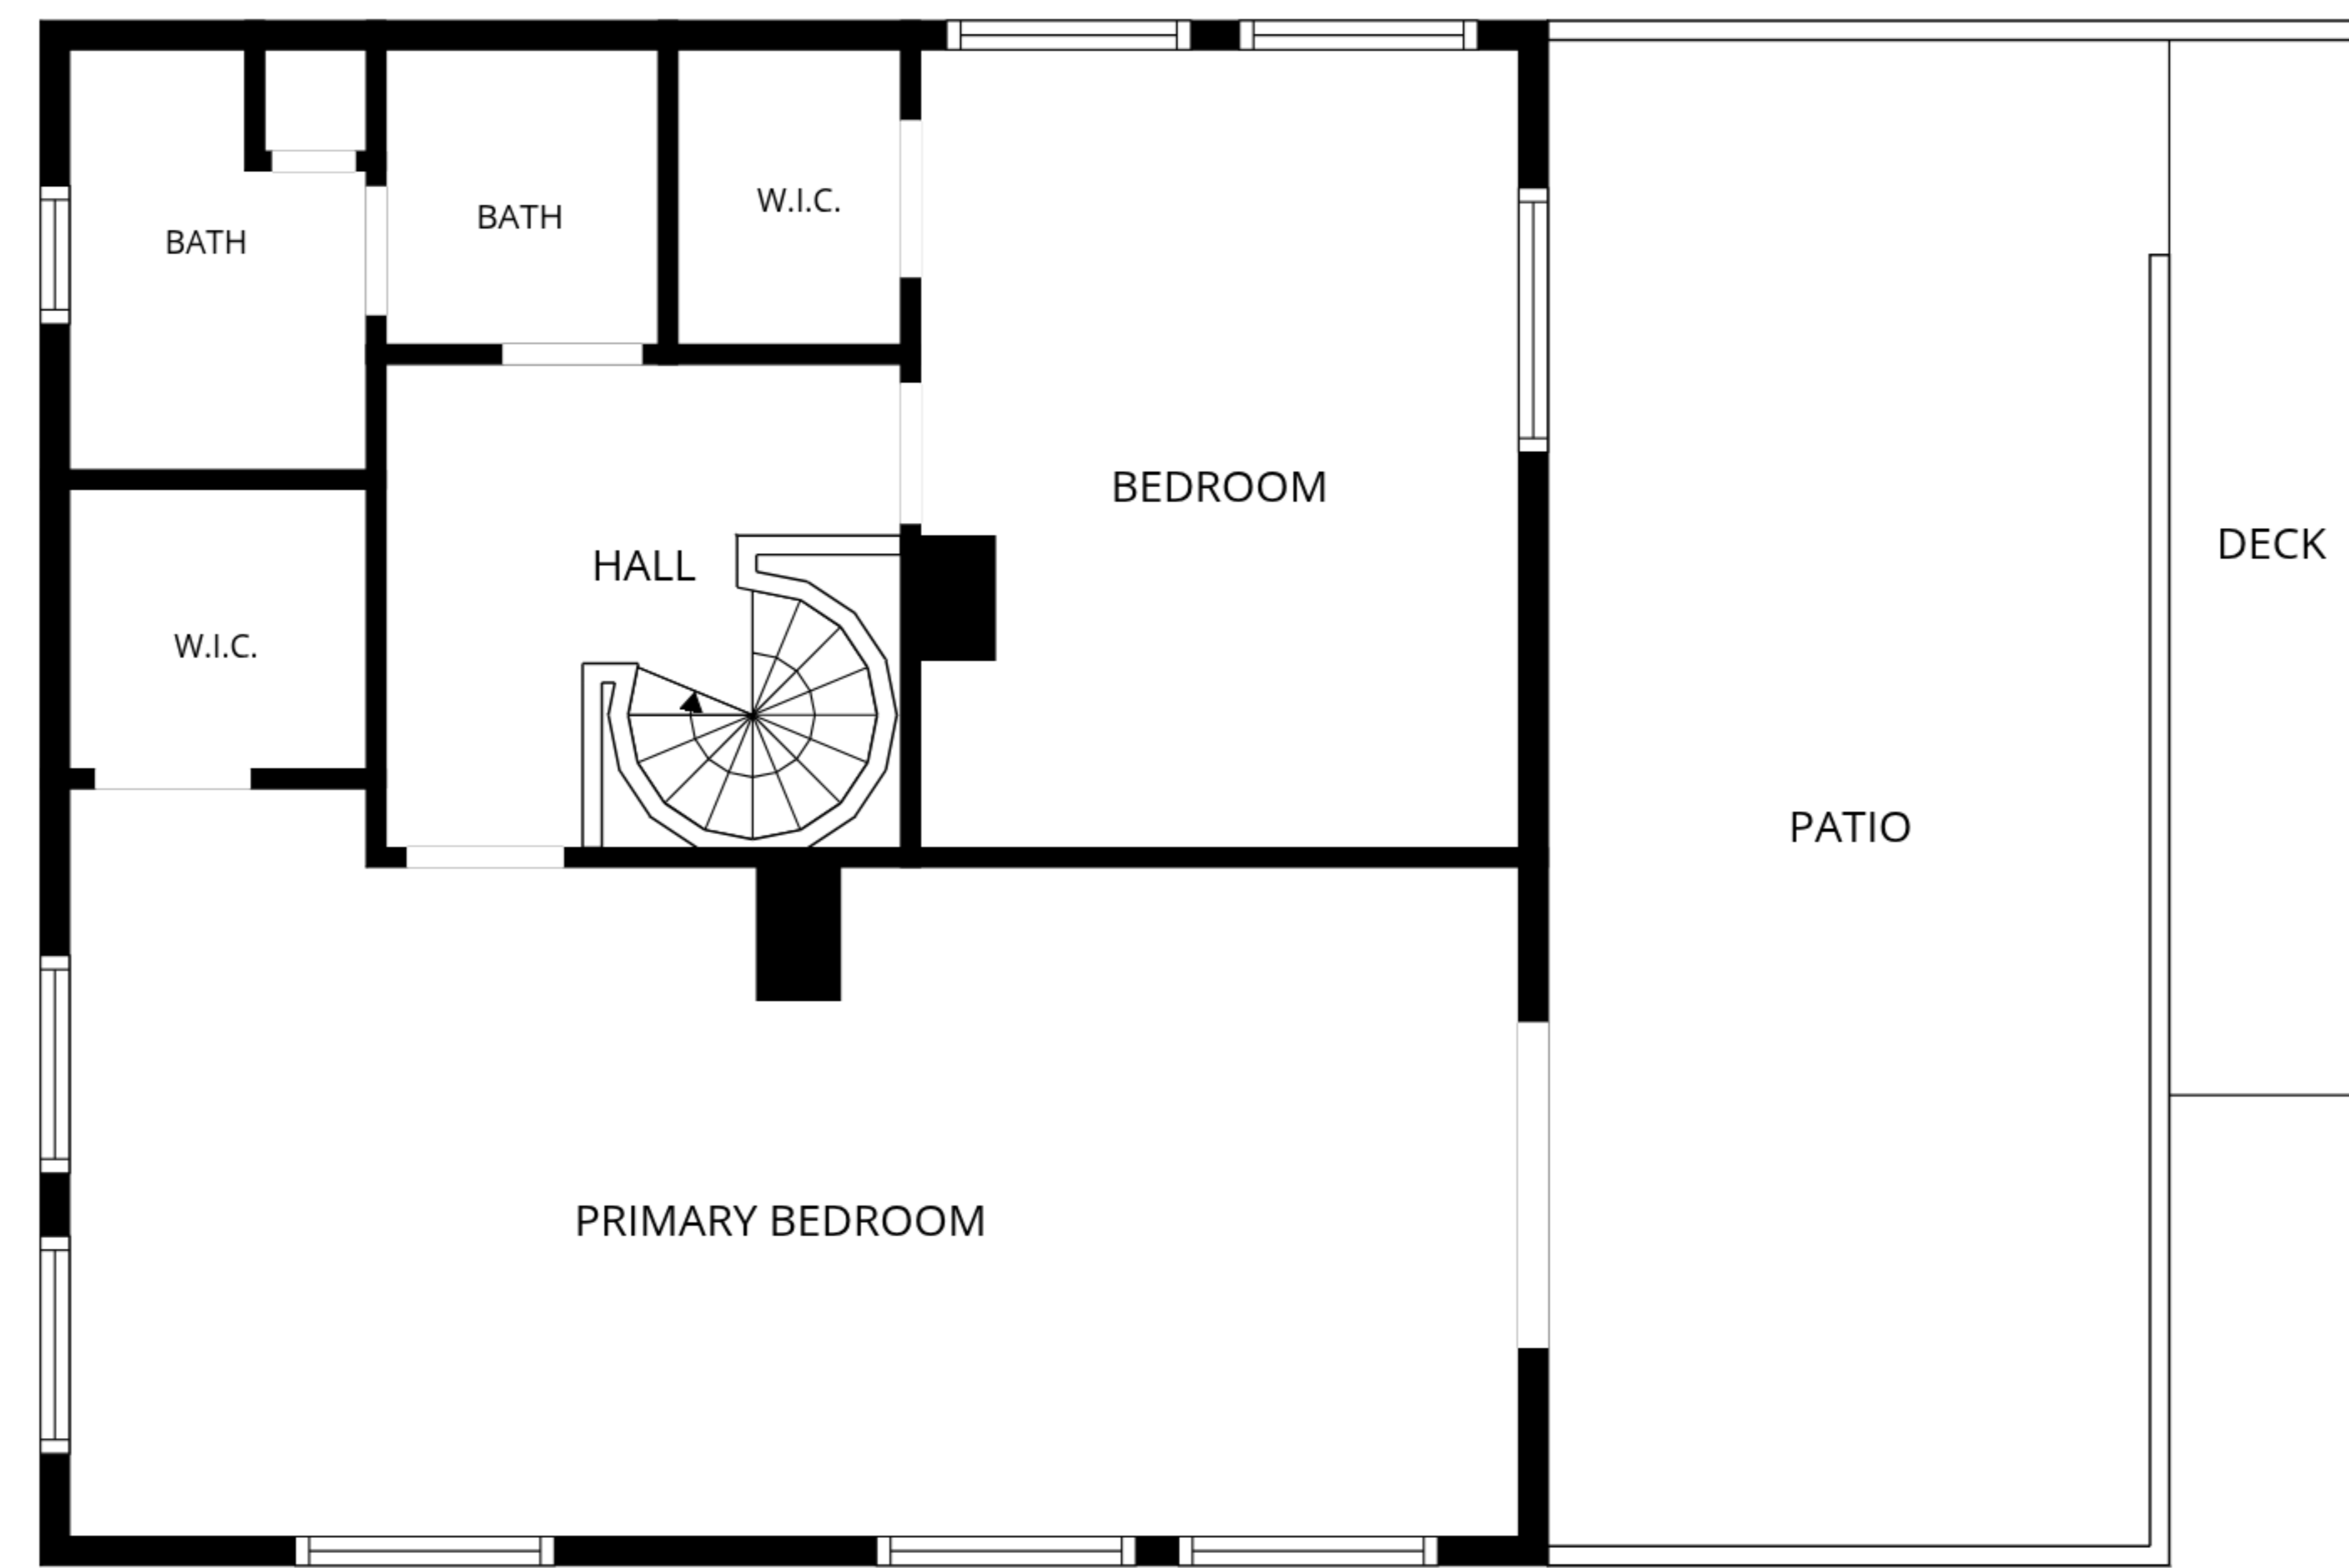 BATH
BATH
W.I.C.
BEDROOM
HALL
DECK
W.I.C.
PATIO
PRIMARY BEDROOM